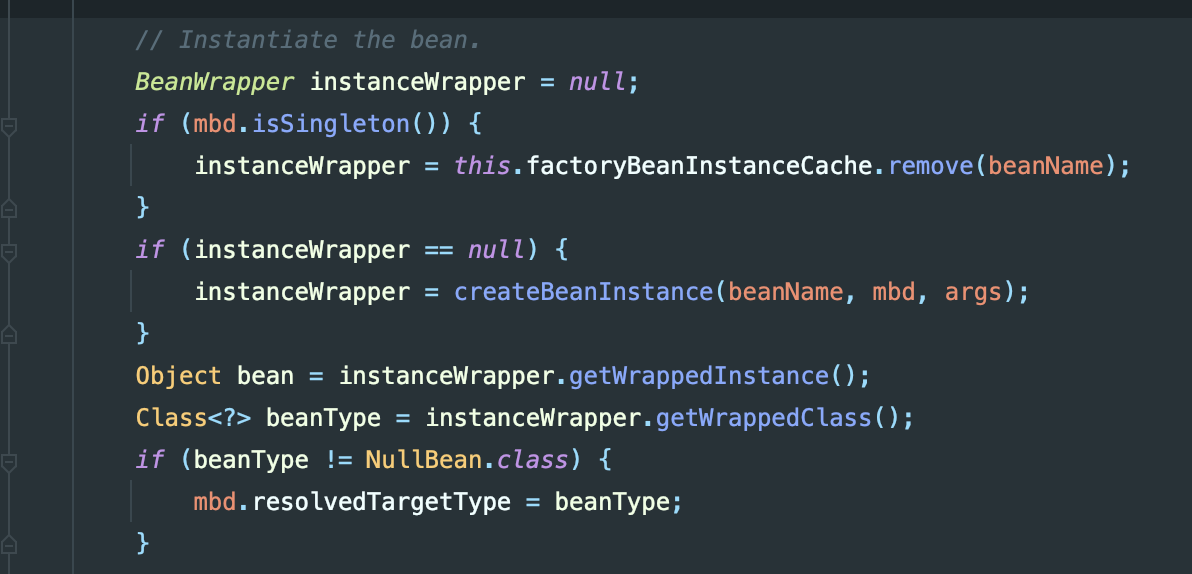 // Instantiate the bean.
BeanWrapper instanceWrapper = null;
if (mbd.isSingleton()) {
instanceWrapper = this.factoryBeanInstanceCache.remove(beanName);
}
if (instanceWrapper == null) {
instanceWrapper = createBeanInstance(beanName, mbd, args);
}
Object bean = instanceWrapper.getWrappedInstance();
Class<?> beanType = instanceWrapper.getWrappedClass();
if (beanType != NullBean.class) {
mbd.resolvedTargetType = beanType;
}